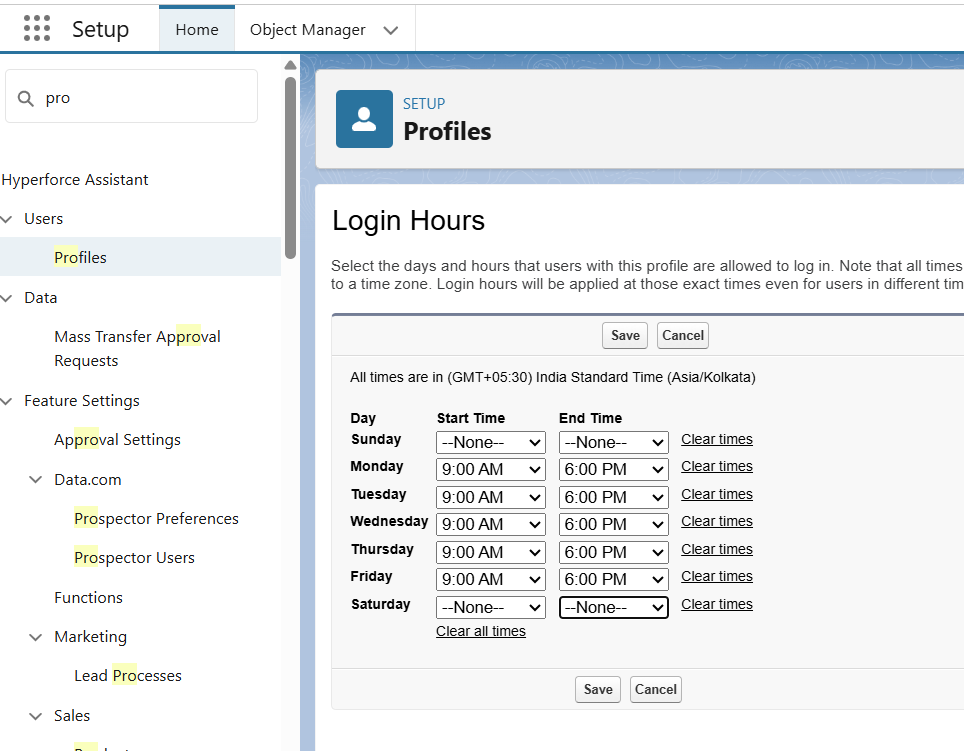 Setup
Home
Object Manager
pro
Hyperforce Assistant
Users
Profiles
Data
Mass Transfer Approval
Requests
Feature Settings
Approval Settings
Data.com
Prospector Preferences
Prospector Users
Functions
Marketing
Lead Processes
Sales
SETUP
Profiles
Login Hours
Select the days and hours that users with this profile are allowed to log in. Note that all times
to a time zone. Login hours will be applied at those exact times even for users in different tim
Save Cancel
All times are in (GMT+05:30) India Standard Time (Asia/Kolkata)
Day Start Time End Time
Sunday --None-- --None-- Clear times
Monday 9:00 AM 6:00 PM Clear times
Tuesday 9:00 AM 6:00 PM Clear times
Wednesday 9:00 AM 6:00 PM Clear times
Thursday 9:00 AM 6:00 PM Clear times
Friday 9:00 AM 6:00 PM Clear times
Saturday --None-- --None-- Clear times
Clear all times
Save Cancel